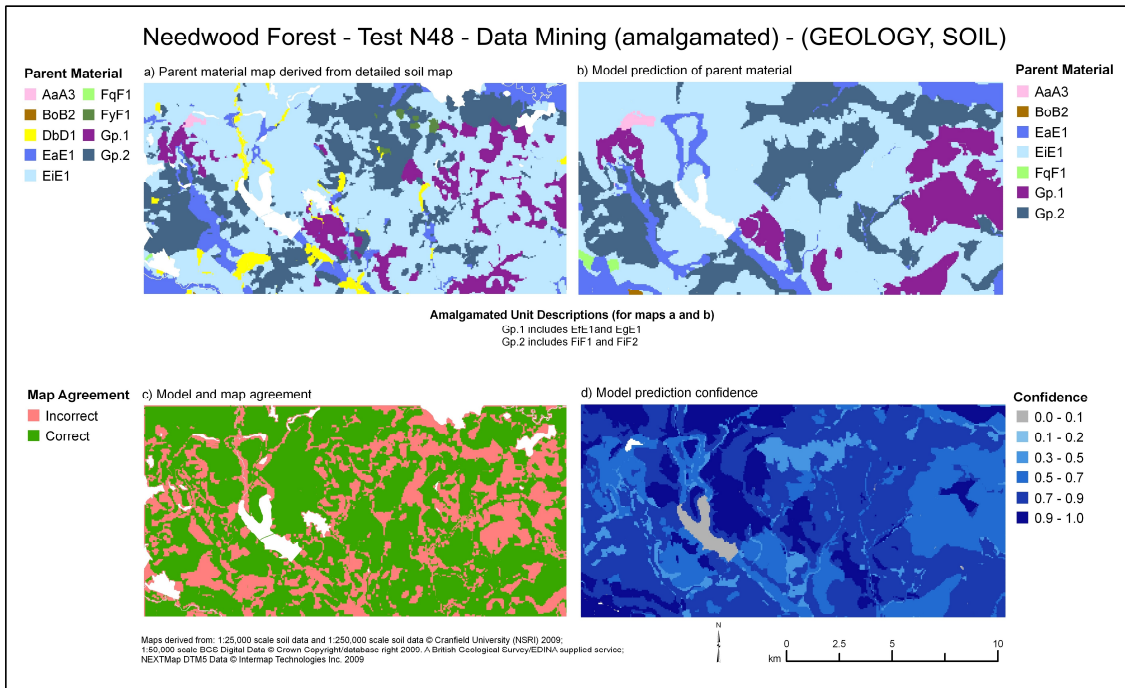 Needwood Forest - Test N48 - Data Mining (amalgamated) - (GEOLOGY, SOIL)
Parent Material
AaA3
FqF1
BoB2
FyF1
DbD1
Gp.1
EaE1
Gp.2
EiE1
a) Parent material map derived from detailed soil map
b) Model prediction of parent material
Parent Material
AaA3
BoB2
EaE1
EiE1
FqF1
Gp.1
Gp.2
Amalgamated Unit Descriptions (for maps a and b)
Gp.1 includes EfE1and EgE1
Gp.2 includes FiF1 and FiF2
Map Agreement
Incorrect
Correct
c) Model and map agreement
d) Model prediction confidence
Confidence
0.0 - 0.1
0.1 - 0.2
0.3 - 0.5
0.5 - 0.7
0.7 - 0.9
0.9 - 1.0
Maps derived from: 1:25,000 scale soil data and 1:250,000 scale soil data © Cranfield University (NSRI) 2009;
1:50,000 scale BGS Digital Data © Crown Copyright/database right 2009. A British Geological Survey/EDINA supplied service;
NEXTMap DTM5 Data © Intermap Technologies Inc. 2009
N
0 5 10
km